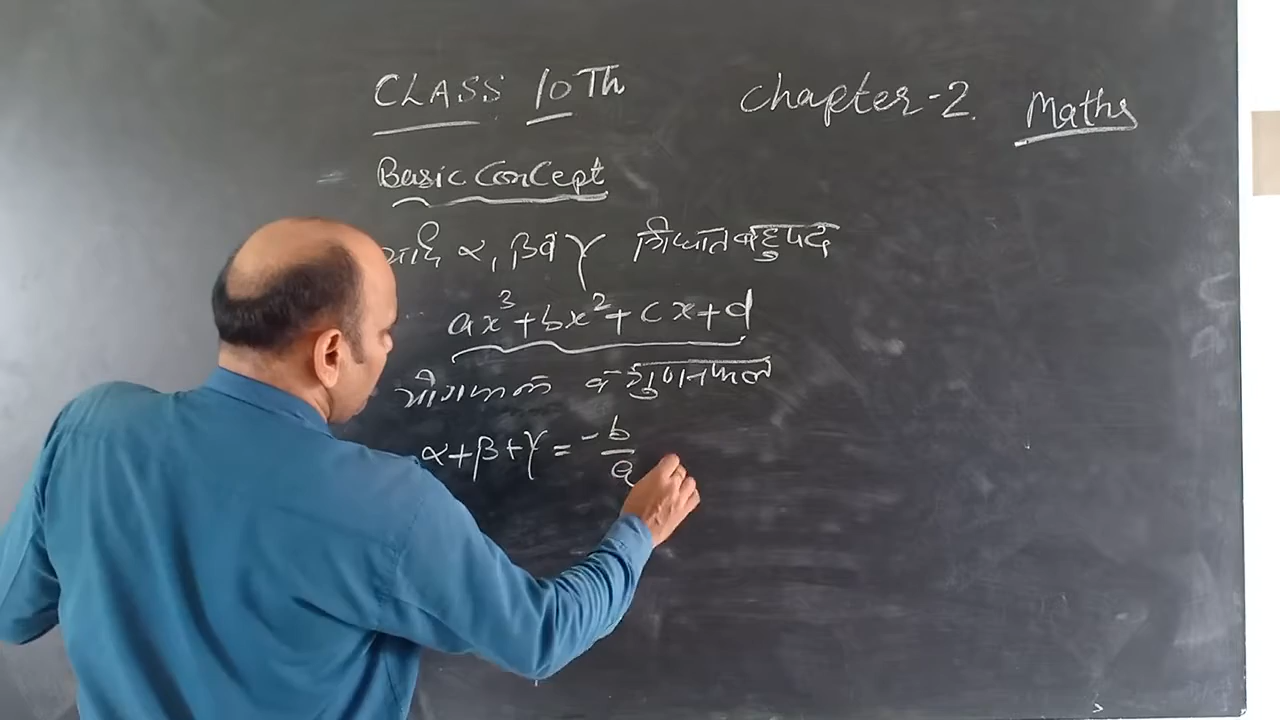 CLASS 10Th Chapter-2. Maths
Basic Concept
यदि α, β व γ त्रिघात बहुपद
ax³+bx²+cx+d
योगफल व गुणनफल
α+β+γ = -b/a